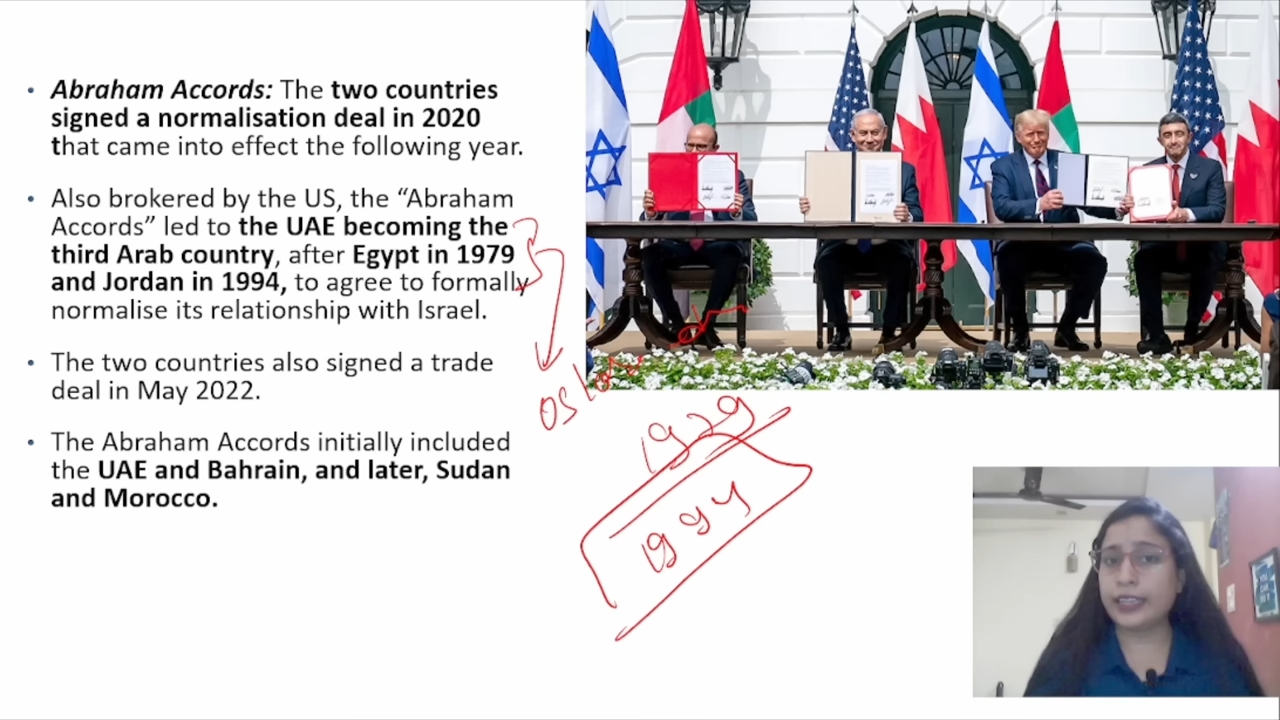 • Abraham Accords: The two countries
signed a normalisation deal in 2020
that came into effect the following year.
• Also brokered by the US, the “Abraham
Accords” led to the UAE becoming the
third Arab country, after Egypt in 1979
and Jordan in 1994, to agree to formally
normalise its relationship with Israel.
• The two countries also signed a trade
deal in May 2022.
• The Abraham Accords initially included
the UAE and Bahrain, and later, Sudan
and Morocco.
1979
1994